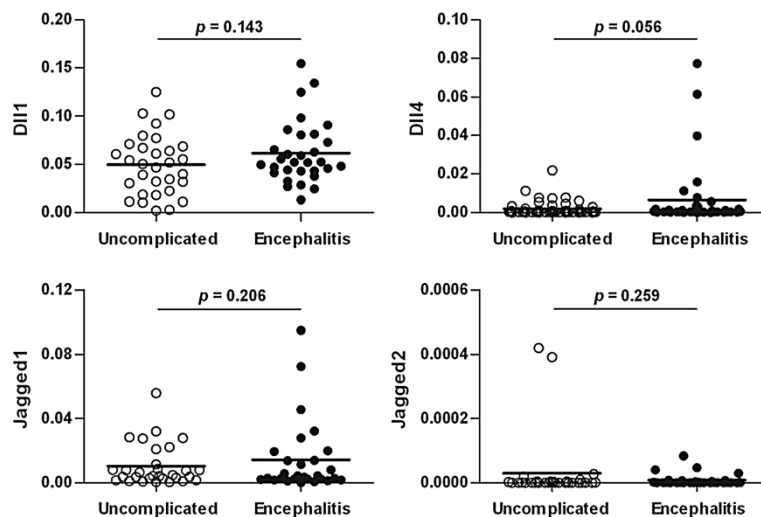 p = 0.143
0.20
0.15
0.10
0.05
0.00
Dll1
Uncomplicated Encephalitis
p = 0.056
0.10
0.08
0.06
0.04
0.02
0.00
Dll4
Uncomplicated Encephalitis
p = 0.206
0.12
0.08
0.04
0.00
Jagged1
Uncomplicated Encephalitis
p = 0.259
0.0006
0.0004
0.0002
0.0000
Jagged2
Uncomplicated Encephalitis